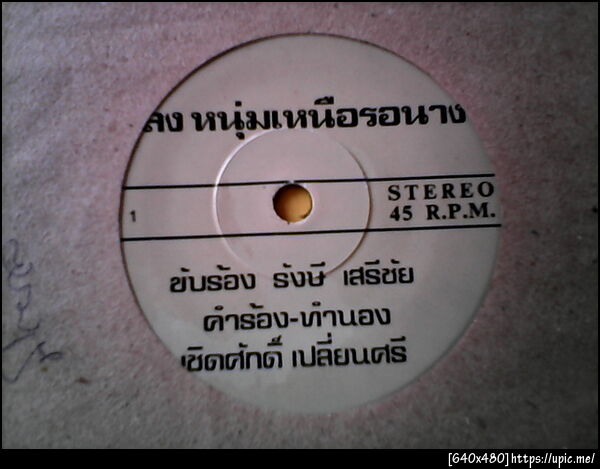 ลง หนุ่มเหนือรอนาง
STEREO
1
45 R.P.M.
ขับร้อง รังษี เสรีชัย
คำร้อง-ทำนอง
เชิดศักดิ์ เปลี่ยนศรี
[640x480]https://upic.me/